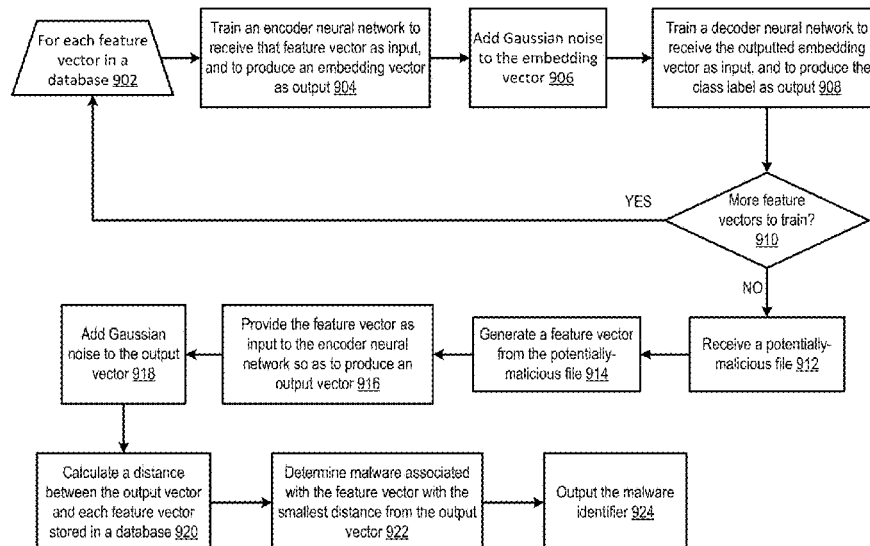 For each feature
vector in a
database 902
Train an encoder neural network to
receive that feature vector as input,
and to produce an embedding vector
as output 904
Add Gaussian noise
to the embedding
vector 906
Train a decoder neural network to
receive the outputted embedding
vector as input, and to produce the
class label as output 908
YES
More feature
vectors to train?
910
NO
Receive a potentially-
malicious file 912
Generate a feature vector
from the potentially-
malicious file 914
Provide the feature vector as
input to the encoder neural
network so as to produce an
output vector 916
Add Gaussian
noise to the output
vector 918
Calculate a distance
between the output vector
and each feature vector
stored in a database 920
Determine malware associated
with the feature vector with the
smallest distance from the output
vector 922
Output the malware
identifier 924